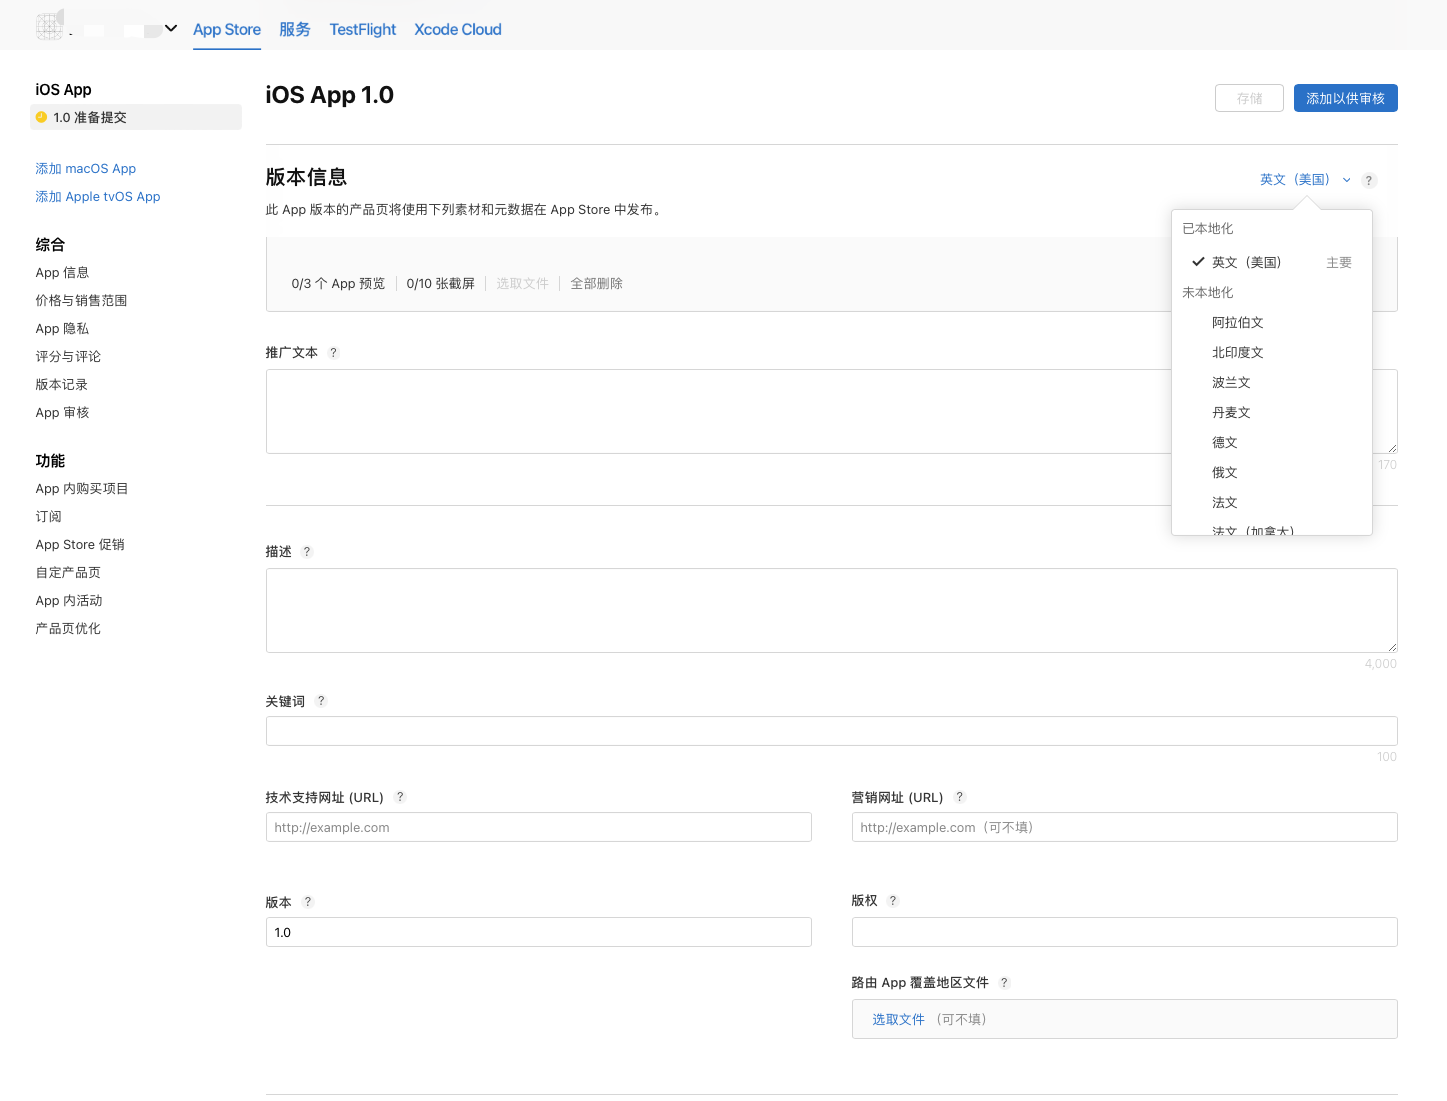 App Store 服务 TestFlight Xcode Cloud
iOS App
1.0 准备提交
添加 macOS App
添加 Apple tvOS App
综合
App 信息
价格与销售范围
App 隐私
评分与评论
版本记录
App 审核
功能
App 内购买项目
订阅
App Store 促销
自定产品页
App 内活动
产品页优化
iOS App 1.0
存储 添加以供审核
版本信息
英文（美国） ?
此 App 版本的产品页将使用下列素材和元数据在 App Store 中发布。
已本地化
英文（美国） 主要
未本地化
阿拉伯文
北印度文
波兰文
丹麦文
德文
俄文
法文
法文（加拿大）
0/3 个 App 预览 0/10 张截屏 选取文件 全部删除
推广文本 ?
170
描述 ?
4,000
关键词 ?
100
技术支持网址 (URL) ?
http://example.com
营销网址 (URL) ?
http://example.com（可不填）
版本 ?
1.0
版权 ?
路由 App 覆盖地区文件 ?
选取文件 （可不填）